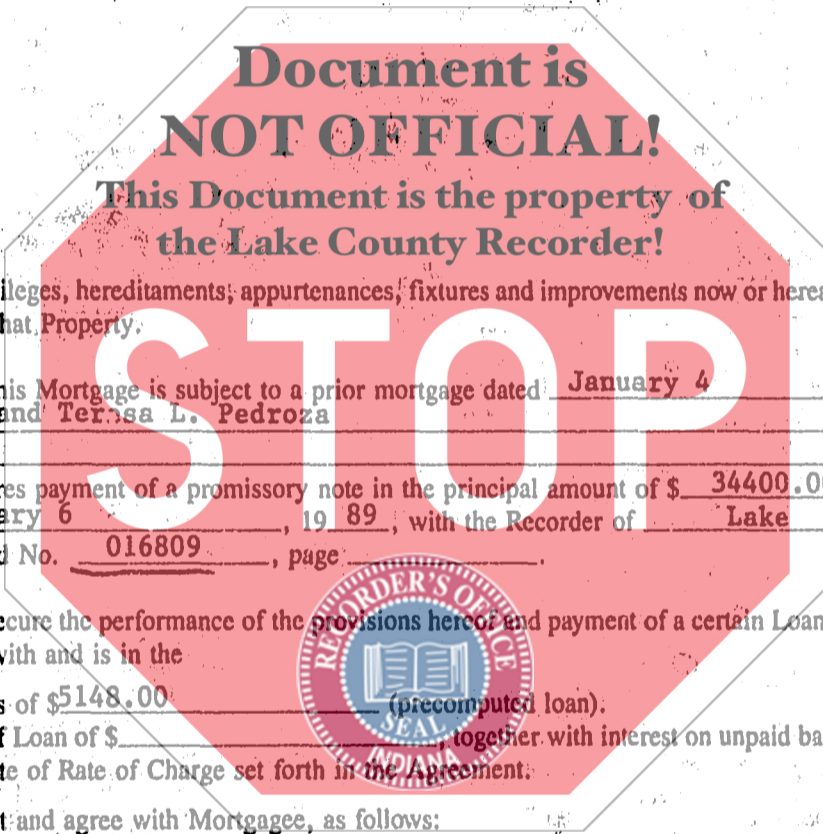 Document is
NOT OFFICIAL!
This Document is the property of
the Lake County Recorder!
ileges, hereditaments, appurtenances, fixtures and improvements now or herea
hat Property.
STOP
his Mortgage is subject to a prior mortgage dated January 4
and Teresa L. Pedroza
es payment of a promissory note in the principal amount of $ 34400.00
ary 6, 19 89, with the Recorder of Lake
d No. 016809, page
RECORDER'S OFFICE
SEAL
INDIANA
ecure the performance of the provisions hereof and payment of a certain Loan
with and is in the
s of $5148.00 (precomputed loan).
f Loan of $ , together with interest on unpaid ba
te of Rate of Charge set forth in the Agreement.
t and agree with Mortgagee, as follows: